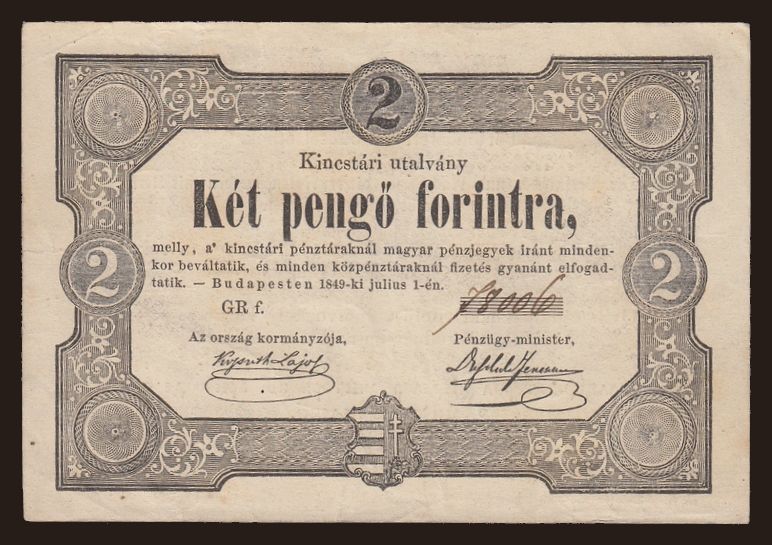 2
Kincstári utalvány
Két pengő forintra,
melly, a' kincstári pénztáraknál magyar pénzjegyek iránt minden-
kor beváltatik, és minden közpénztáraknál fizetés gyanánt elfogad-
tatik. — Budapesten 1849-ki julius 1-én.
2
2
GR f. 78006
Az ország kormányzója, Pénzügy-minister,
Kossuth Lajos